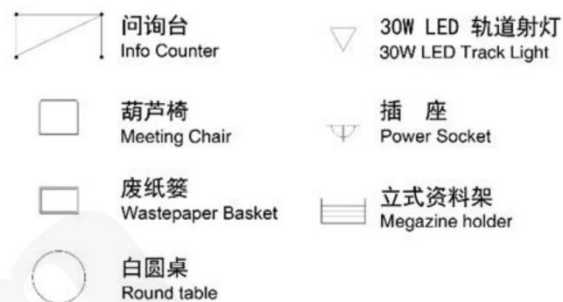 问询台
Info Counter
30W LED 轨道射灯
30W LED Track Light
葫芦椅
Meeting Chair
插 座
Power Socket
废纸篓
Wastepaper Basket
立式资料架
Megazine holder
白圆桌
Round table